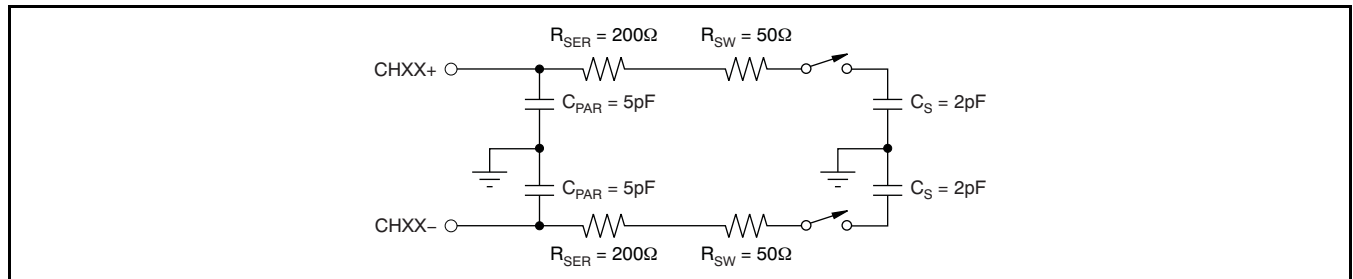 R_SER = 200Ω R_SW = 50Ω
CHXX+
C_PAR = 5pF C_S = 2pF
C_PAR = 5pF C_S = 2pF
CHXX−
R_SER = 200Ω R_SW = 50Ω